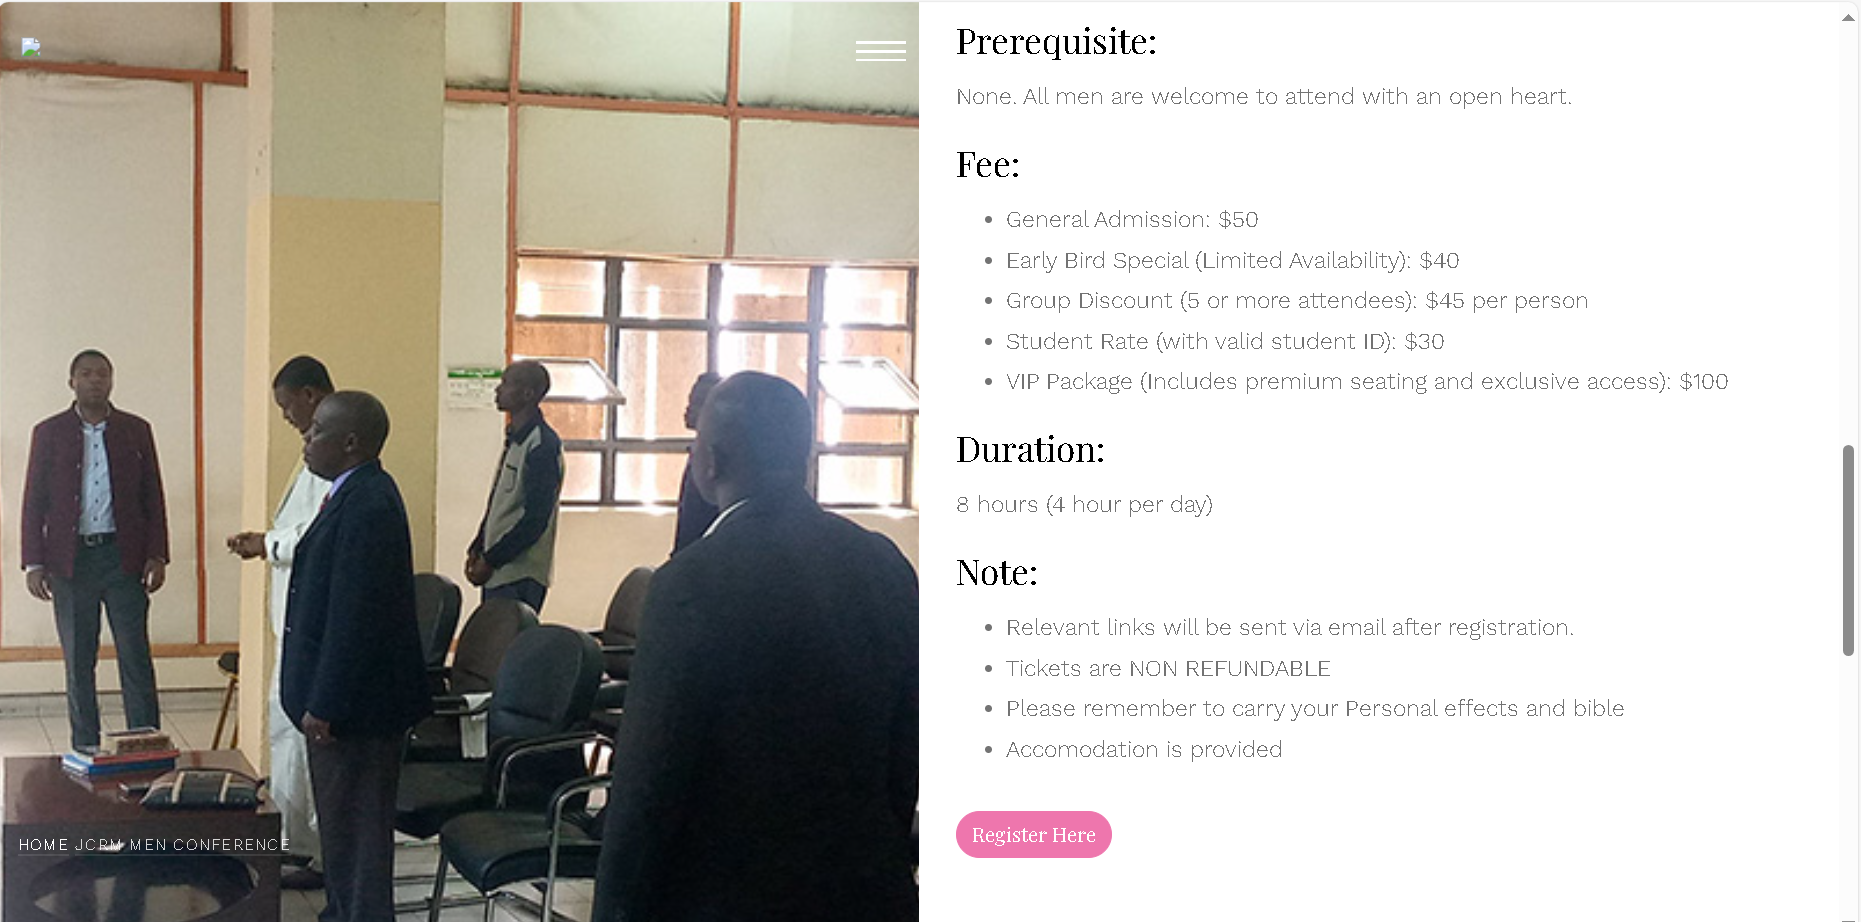 Prerequisite:
None. All men are welcome to attend with an open heart.
Fee:
General Admission: $50
Early Bird Special (Limited Availability): $40
Group Discount (5 or more attendees): $45 per person
Student Rate (with valid student ID): $30
VIP Package (Includes premium seating and exclusive access): $100
Duration:
8 hours (4 hour per day)
Note:
Relevant links will be sent via email after registration.
Tickets are NON REFUNDABLE
Please remember to carry your Personal effects and bible
Accomodation is provided
Register Here
HOME JCRM MEN CONFERENCE